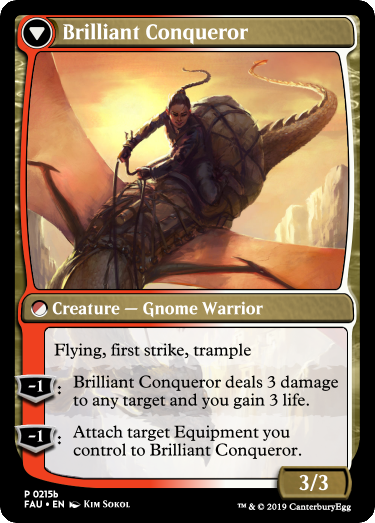 Brilliant Conqueror
Creature — Gnome Warrior
Flying, first strike, trample
-1: Brilliant Conqueror deals 3 damage
to any target and you gain 3 life.
-1: Attach target Equipment you
control to Brilliant Conqueror.
3/3
P 0215b
FAU • EN Kim Sokol
™ & © 2019 CanterburyEgg